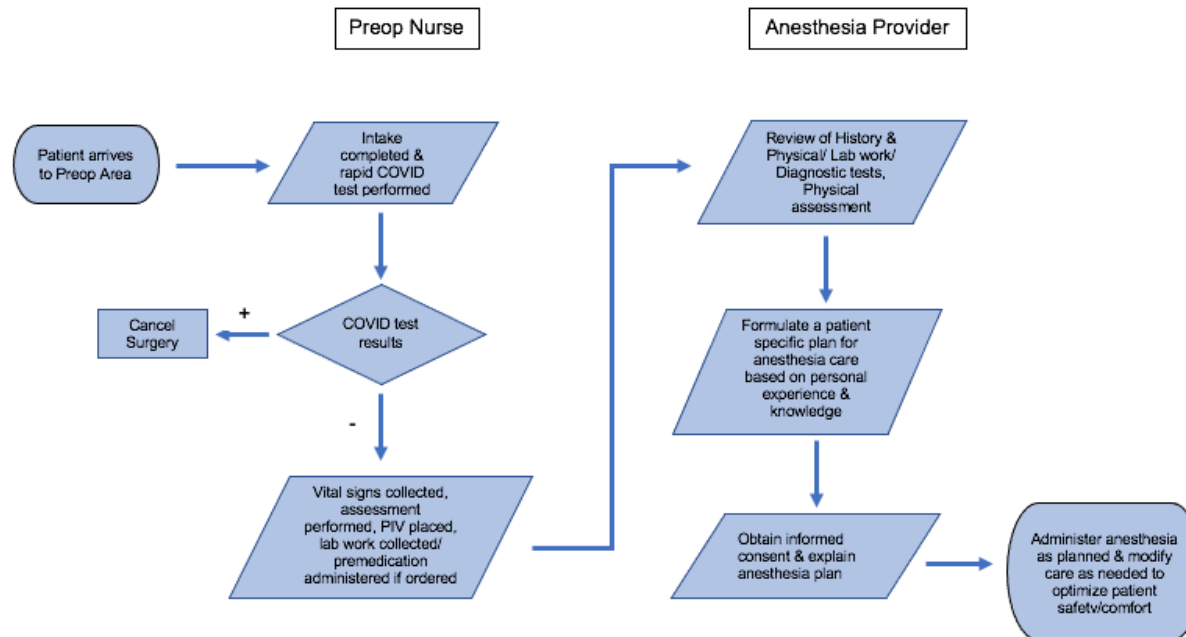 Preop Nurse
Anesthesia Provider
Patient arrives
to Preop Area
Intake
completed &
rapid COVID
test performed
COVID test
results
+
Cancel
Surgery
-
Vital signs collected,
assessment
performed, PIV placed,
lab work collected/
premedication
administered if ordered
Review of History &
Physical/ Lab work/
Diagnostic tests,
Physical
assessment
Formulate a patient
specific plan for
anesthesia care
based on personal
experience &
knowledge
Obtain informed
consent & explain
anesthesia plan
Administer anesthesia
as planned & modify
care as needed to
optimize patient
safety/comfort